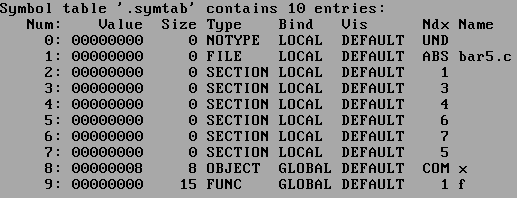 Symbol table '.symtab' contains 10 entries:
Num: Value Size Type Bind Vis Ndx Name
0: 00000000 0 NOTYPE LOCAL DEFAULT UND
1: 00000000 0 FILE LOCAL DEFAULT ABS bar5.c
2: 00000000 0 SECTION LOCAL DEFAULT 1
3: 00000000 0 SECTION LOCAL DEFAULT 3
4: 00000000 0 SECTION LOCAL DEFAULT 4
5: 00000000 0 SECTION LOCAL DEFAULT 6
6: 00000000 0 SECTION LOCAL DEFAULT 7
7: 00000000 0 SECTION LOCAL DEFAULT 5
8: 00000008 8 OBJECT GLOBAL DEFAULT COM x
9: 00000000 15 FUNC GLOBAL DEFAULT 1 f